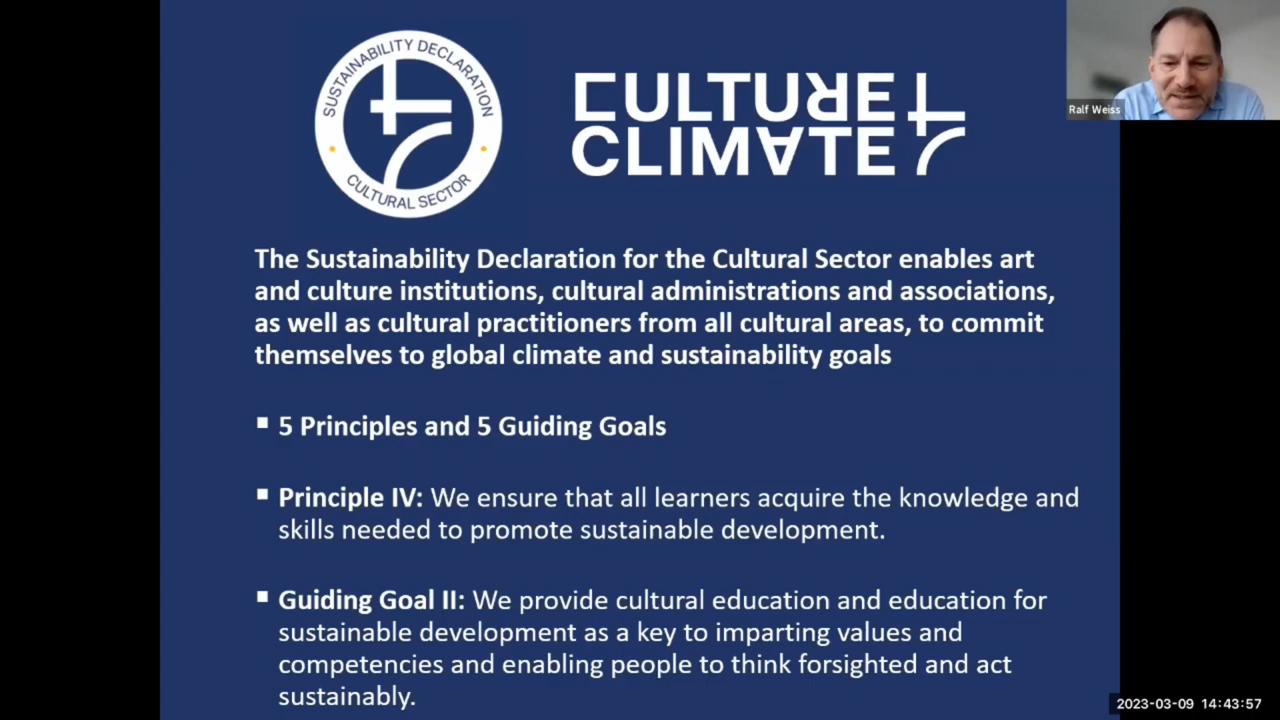 SUSTAINABILITY DECLARATION
CULTURAL SECTOR
CULTURE
CLIMATE
Ralf Weiss
The Sustainability Declaration for the Cultural Sector enables art
and culture institutions, cultural administrations and associations,
as well as cultural practitioners from all cultural areas, to commit
themselves to global climate and sustainability goals
▪ 5 Principles and 5 Guiding Goals
▪ Principle IV: We ensure that all learners acquire the knowledge and
skills needed to promote sustainable development.
▪ Guiding Goal II: We provide cultural education and education for
sustainable development as a key to imparting values and
competencies and enabling people to think forsighted and act
sustainably.
2023-03-09 14:43:57